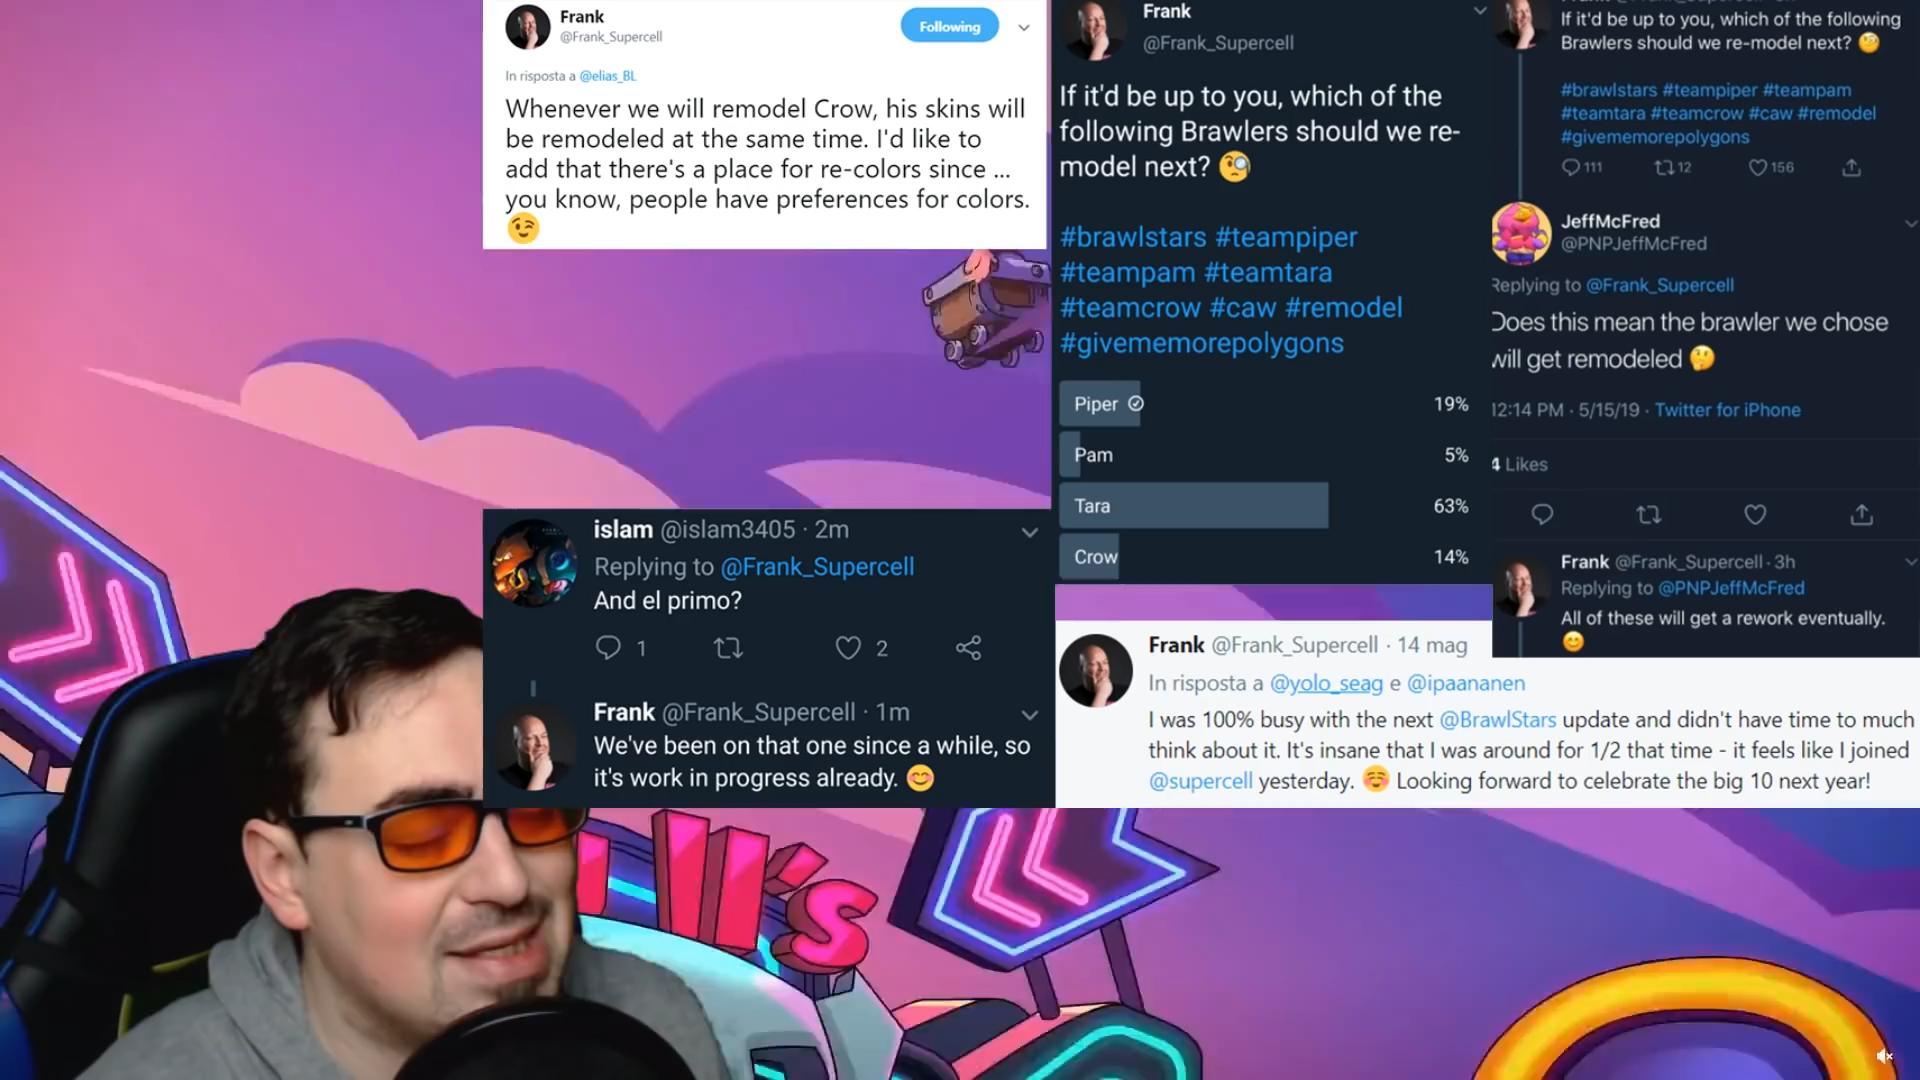 Frank
@Frank_Supercell
Following
In risposta a @elias_BL
Whenever we will remodel Crow, his skins will
be remodeled at the same time. I'd like to
add that there's a place for re-colors since ...
you know, people have preferences for colors.
😉
islam @islam3405 · 2m
Replying to @Frank_Supercell
And el primo?
1
2
Frank @Frank_Supercell · 1m
We've been on that one since a while, so
it's work in progress already. 😊
Frank
@Frank_Supercell
If it'd be up to you, which of the
following Brawlers should we re-
model next? 🧐
#brawlstars #teampiper
#teampam #teamtara
#teamcrow #caw #remodel
#givememorepolygons
Piper 19%
Pam 5%
Tara 63%
Crow 14%
If it'd be up to you, which of the following
Brawlers should we re-model next? 🧐
#brawlstars #teampiper #teampam
#teamtara #teamcrow #caw #remodel
#givememorepolygons
111 12 156
JeffMcFred
@PNPJeffMcFred
Replying to @Frank_Supercell
Does this mean the brawler we chose
will get remodeled 🤔
12:14 PM · 5/15/19 · Twitter for iPhone
4 Likes
Frank @Frank_Supercell · 3h
Replying to @PNPJeffMcFred
All of these will get a rework eventually.
😊
Frank @Frank_Supercell · 14 mag
In risposta a @yolo_seag e @ipaananen
I was 100% busy with the next @BrawlStars update and didn't have time to much
think about it. It's insane that I was around for 1/2 that time - it feels like I joined
@supercell yesterday. ☺️ Looking forward to celebrate the big 10 next year!